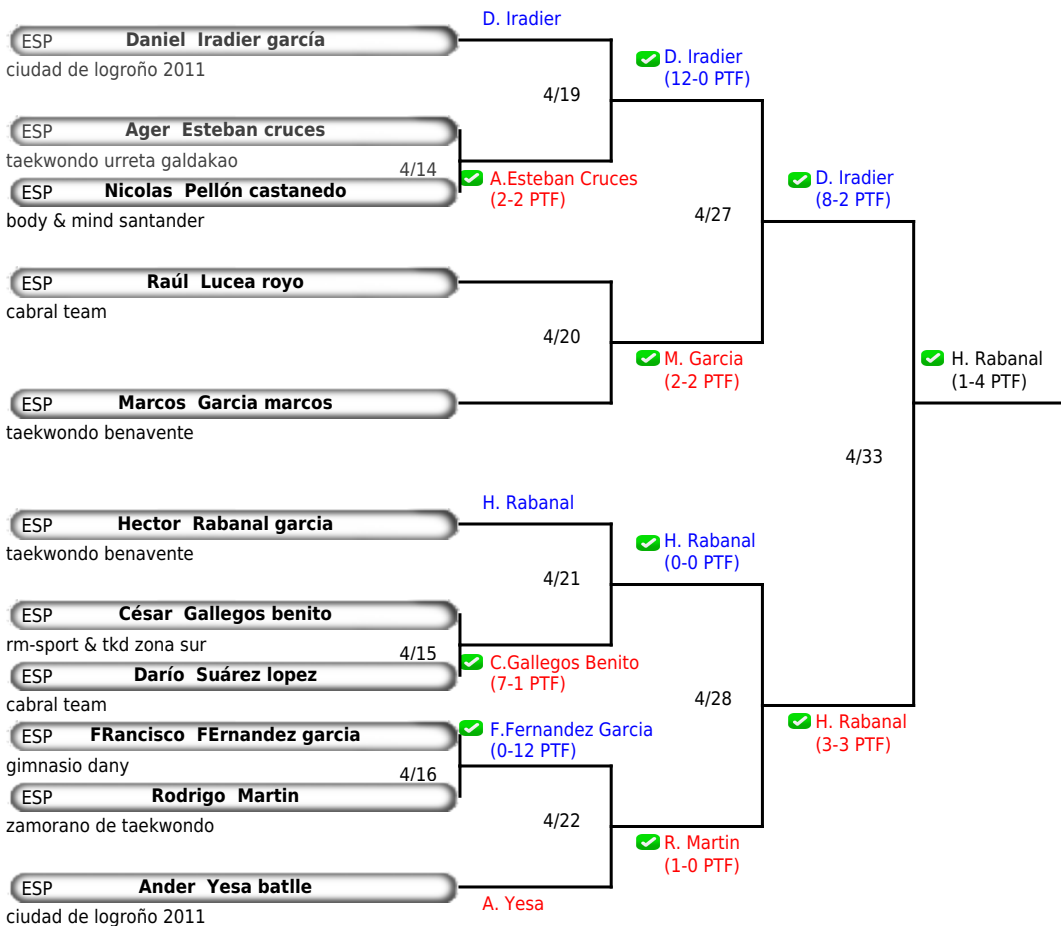 D. Iradier
ESP Daniel Iradier garcía
ciudad de logroño 2011
D. Iradier
(12-0 PTF)
4/19
ESP Ager Esteban cruces
taekwondo urreta galdakao
4/14
ESP Nicolas Pellón castanedo
body & mind santander
A.Esteban Cruces
(2-2 PTF)
D. Iradier
(8-2 PTF)
4/27
ESP Raúl Lucea royo
cabral team
4/20
M. Garcia
(2-2 PTF)
ESP Marcos Garcia marcos
taekwondo benavente
H. Rabanal
(1-4 PTF)
4/33
H. Rabanal
ESP Hector Rabanal garcia
taekwondo benavente
H. Rabanal
(0-0 PTF)
4/21
ESP César Gallegos benito
rm-sport & tkd zona sur
4/15
ESP Darío Suárez lopez
cabral team
C.Gallegos Benito
(7-1 PTF)
4/28
H. Rabanal
(3-3 PTF)
ESP FRancisco FErnandez garcia
gimnasio dany
F.Fernandez Garcia
(0-12 PTF)
4/16
ESP Rodrigo Martin
zamorano de taekwondo
4/22
R. Martin
(1-0 PTF)
ESP Ander Yesa batlle
ciudad de logroño 2011
A. Yesa